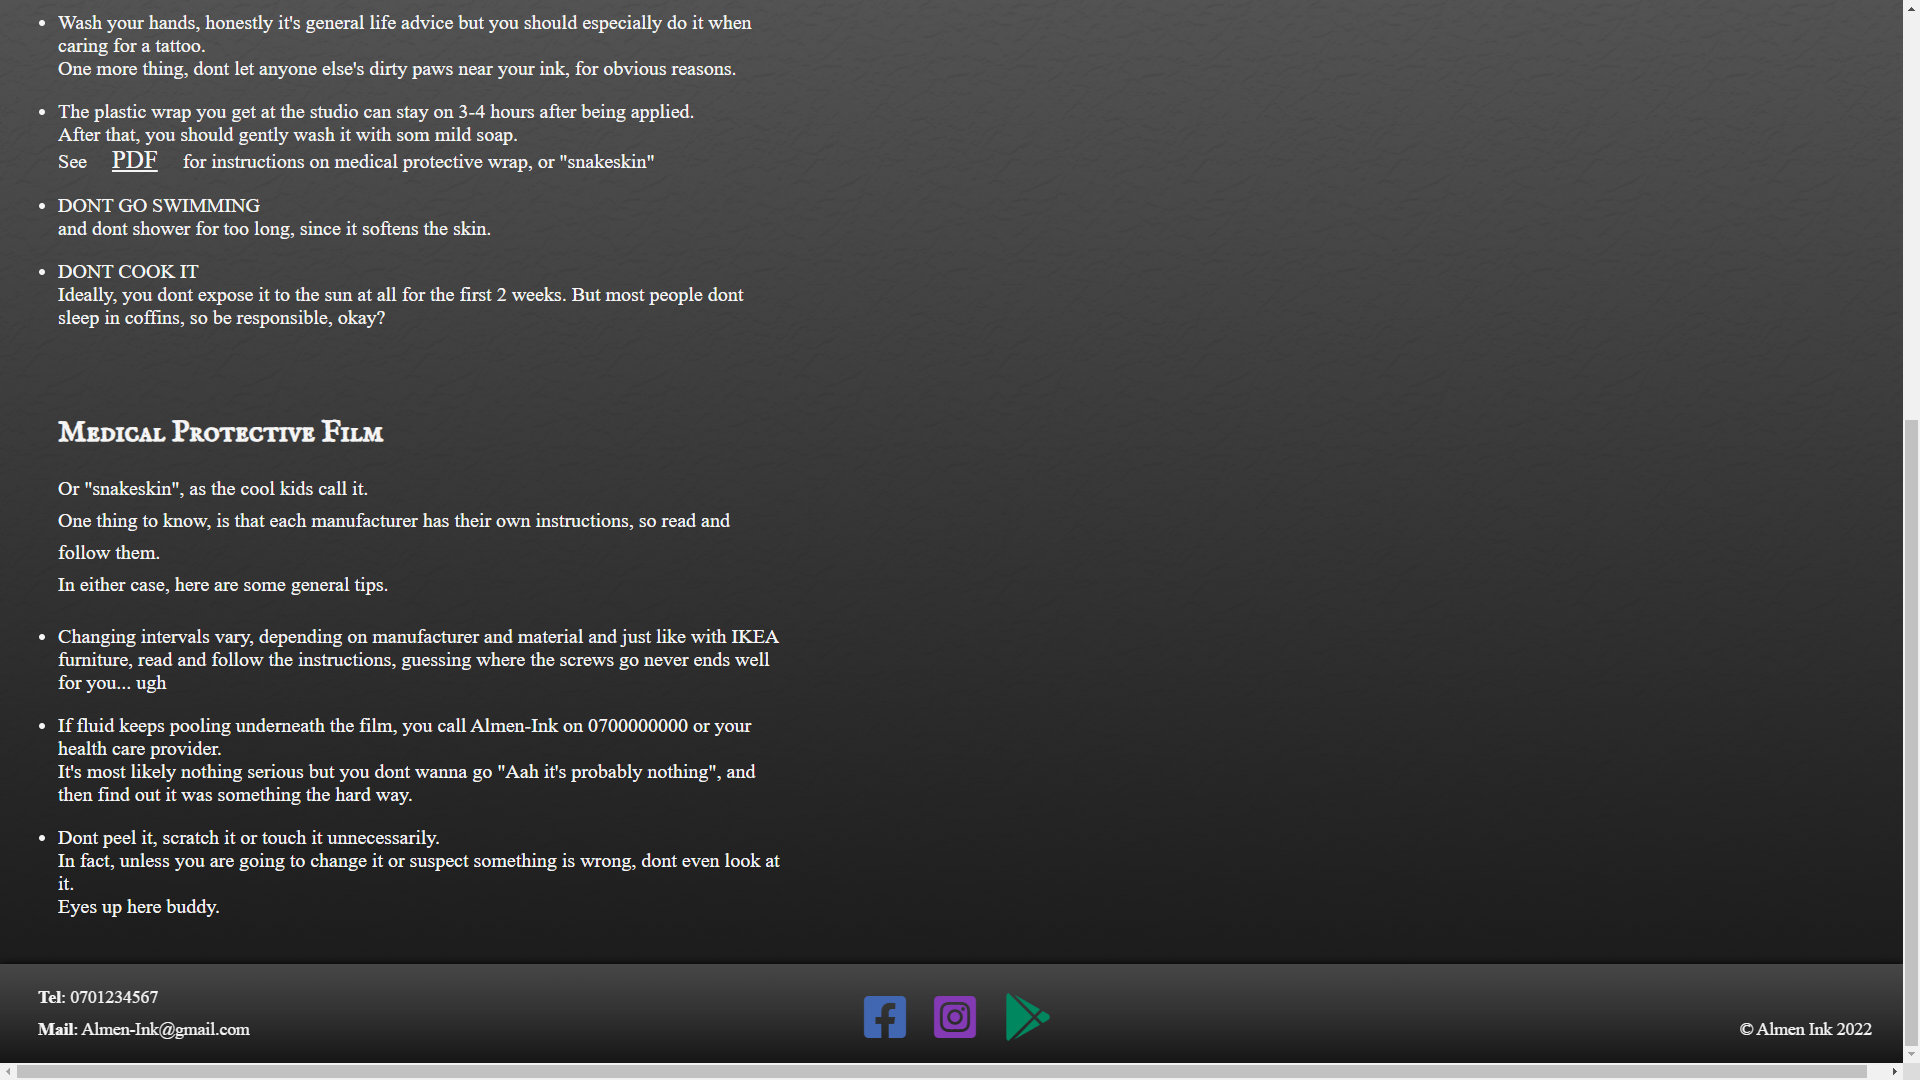 Wash your hands, honestly it's general life advice but you should especially do it when
caring for a tattoo.
One more thing, dont let anyone else's dirty paws near your ink, for obvious reasons.
The plastic wrap you get at the studio can stay on 3-4 hours after being applied.
After that, you should gently wash it with som mild soap.
See PDF for instructions on medical protective wrap, or "snakeskin"
DONT GO SWIMMING
and dont shower for too long, since it softens the skin.
DONT COOK IT
Ideally, you dont expose it to the sun at all for the first 2 weeks. But most people dont
sleep in coffins, so be responsible, okay?
Medical Protective Film
Or "snakeskin", as the cool kids call it.
One thing to know, is that each manufacturer has their own instructions, so read and
follow them.
In either case, here are some general tips.
Changing intervals vary, depending on manufacturer and material and just like with IKEA
furniture, read and follow the instructions, guessing where the screws go never ends well
for you... ugh
If fluid keeps pooling underneath the film, you call Almen-Ink on 0700000000 or your
health care provider.
It's most likely nothing serious but you dont wanna go "Aah it's probably nothing", and
then find out it was something the hard way.
Dont peel it, scratch it or touch it unnecessarily.
In fact, unless you are going to change it or suspect something is wrong, dont even look at
it.
Eyes up here buddy.
Tel: 0701234567
Mail: Almen-Ink@gmail.com
© Almen Ink 2022